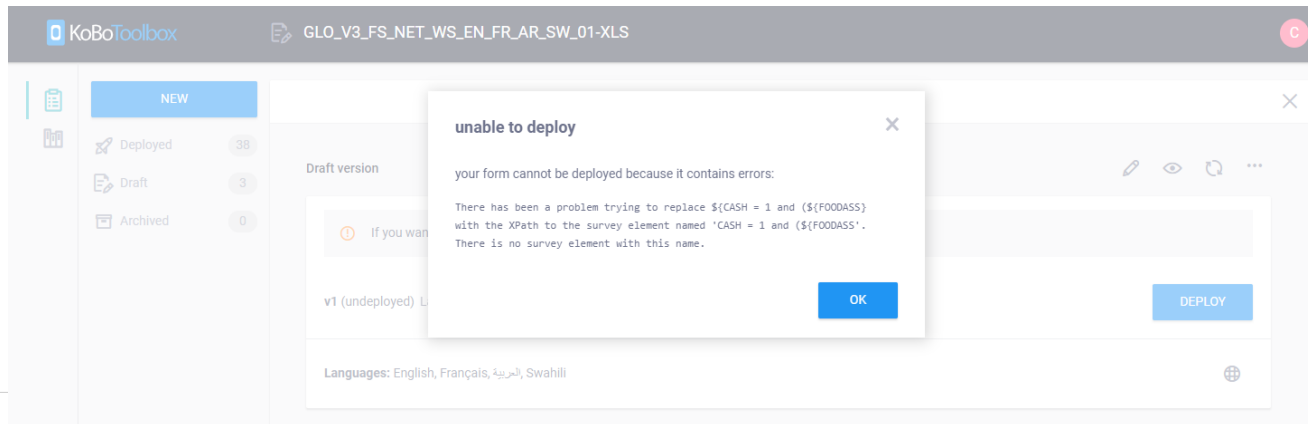 KoBoToolbox
GLO_V3_FS_NET_WS_EN_FR_AR_SW_01-XLS
C
NEW
Deployed 38
Draft 3
Archived 0
Draft version
If you wan
v1 (undeployed) L
DEPLOY
Languages: English, Français, العربية, Swahili
unable to deploy
your form cannot be deployed because it contains errors:
There has been a problem trying to replace ${CASH = 1 and (${FOODASS}
with the XPath to the survey element named 'CASH = 1 and (${FOODASS'.
There is no survey element with this name.
OK